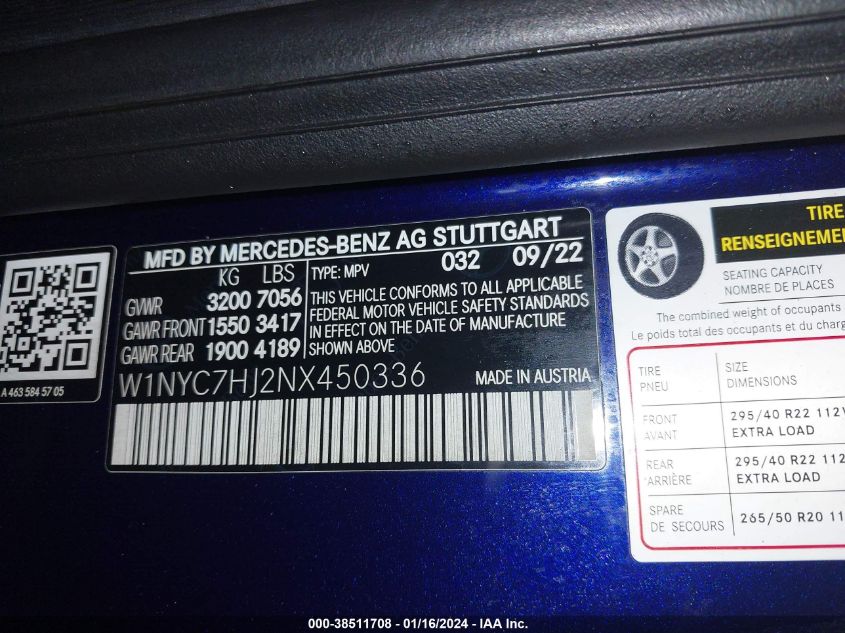 MFD BY MERCEDES-BENZ AG STUTTGART
KG LBS TYPE: MPV 032 09/22
GVWR 3200 7056
GAWR FRONT 1550 3417
GAWR REAR 1900 4189
THIS VEHICLE CONFORMS TO ALL APPLICABLE
FEDERAL MOTOR VEHICLE SAFETY STANDARDS
IN EFFECT ON THE DATE OF MANUFACTURE
SHOWN ABOVE
W1NYC7HJ2NX450336 MADE IN AUSTRIA
A 463 584 57 05
TIRE
RENSEIGNEMEN
SEATING CAPACITY
NOMBRE DE PLACES
The combined weight of occupants
Le poids total des occupants et du charg
TIRE SIZE
PNEU DIMENSIONS
FRONT 295/40 R22 112V
AVANT EXTRA LOAD
REAR 295/40 R22 112
ARRIÈRE EXTRA LOAD
SPARE 265/50 R20 11
DE SECOURS
000-38511708 - 01/16/2024 - IAA Inc.